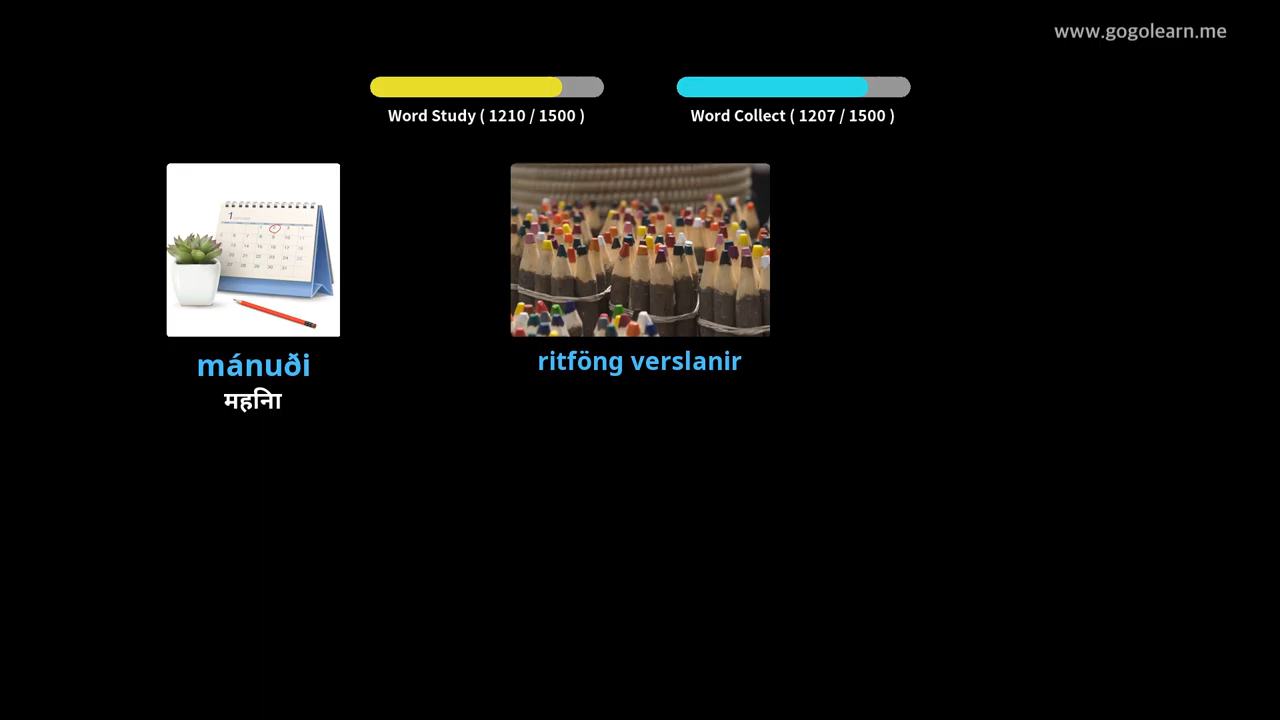 www.gogolearn.me
Word Study ( 1210 / 1500 )
Word Collect ( 1207 / 1500 )
mánuði
महिना
ritföng verslanir